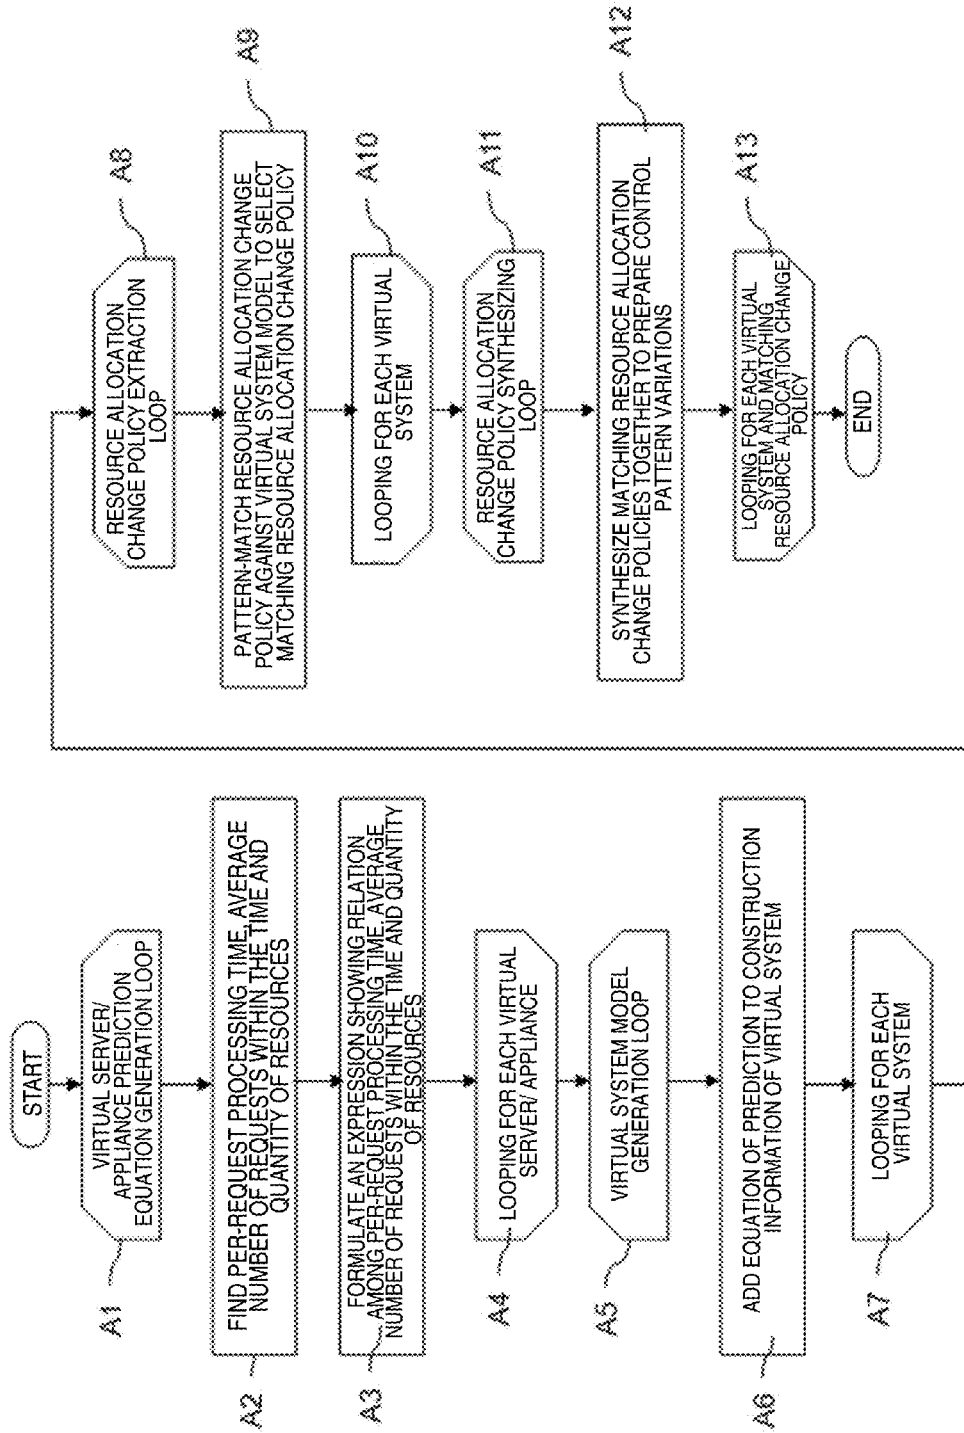 START
VIRTUAL SERVER/
APPLIANCE PREDICTION
EQUATION GENERATION LOOP
A1
FIND PER-REQUEST PROCESSING TIME, AVERAGE
NUMBER OF REQUESTS WITHIN THE TIME AND
QUANTITY OF RESOURCES
A2
FORMULATE AN EXPRESSION SHOWING RELATION
AMONG PER-REQUEST PROCESSING TIME, AVERAGE
NUMBER OF REQUESTS WITHIN THE TIME AND QUANTITY
OF RESOURCES
A3
LOOPING FOR EACH VIRTUAL
SERVER/ APPLIANCE
A4
VIRTUAL SYSTEM MODEL
GENERATION LOOP
A5
ADD EQUATION OF PREDICTION TO CONSTRUCTION
INFORMATION OF VIRTUAL SYSTEM
A6
LOOPING FOR EACH
VIRTUAL SYSTEM
A7
RESOURCE ALLOCATION
CHANGE POLICY EXTRACTION
LOOP
A8
PATTERN-MATCH RESOURCE ALLOCATION CHANGE
POLICY AGAINST VIRTUAL SYSTEM MODEL TO SELECT
MATCHING RESOURCE ALLOCATION CHANGE POLICY
A9
LOOPING FOR EACH VIRTUAL
SYSTEM
A10
RESOURCE ALLOCATION
CHANGE POLICY SYNTHESIZING
LOOP
A11
SYNTHESIZE MATCHING RESOURCE ALLOCATION
CHANGE POLICIES TOGETHER TO PREPARE CONTROL
PATTERN VARIATIONS
A12
LOOPING FOR EACH VIRTUAL
SYSTEM AND MATCHING
RESOURCE ALLOCATION CHANGE
POLICY
A13
END